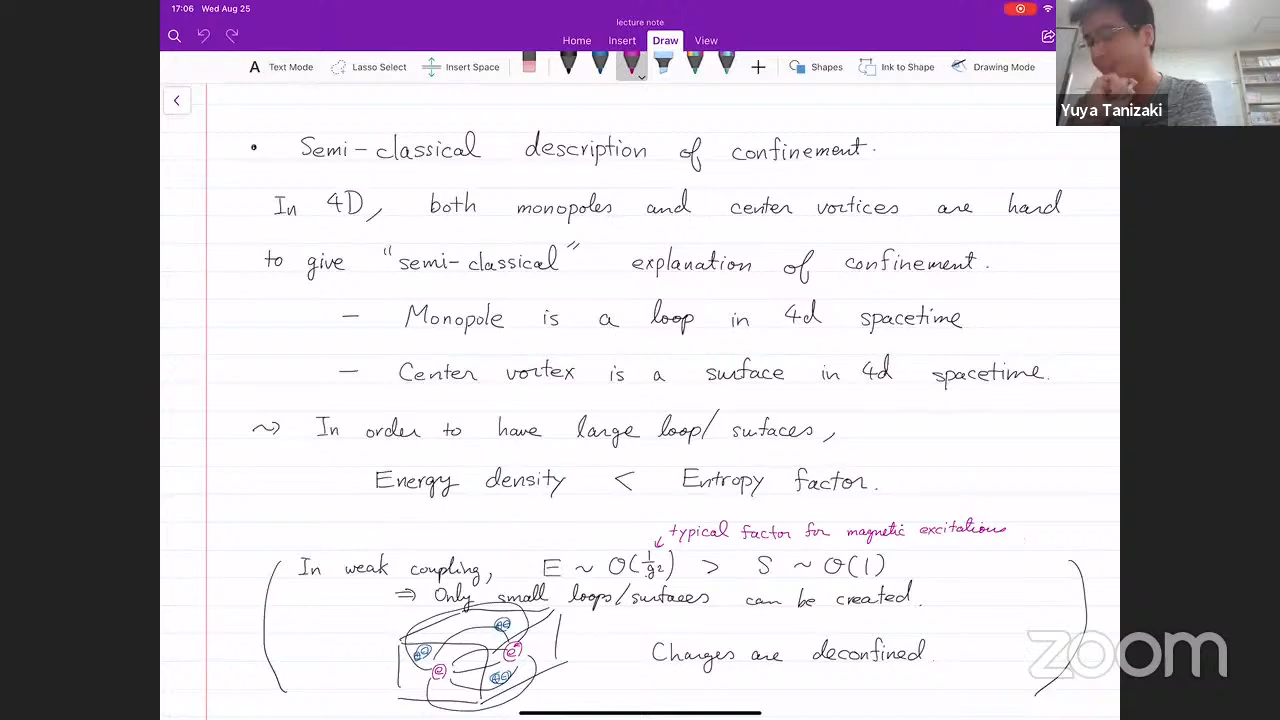 17:06 Wed Aug 25
lecture note
Home Insert Draw View
Text Mode Lasso Select Insert Space Shapes Ink to Shape Drawing Mode
Yuya Tanizaki
• Semi-classical description of confinement.
In 4D, both monopoles and center vortices are hard
to give "semi-classical" explanation of confinement.
— Monopole is a loop in 4d spacetime
— Center vortex is a surface in 4d spacetime.
⤳ In order to have large loop/sufaces,
Energy density < Entropy factor.
typical factor for magnetic excitations
In weak coupling, E ~ O(1/g²) > S ~ O(1)
⇒ Only small loops/surfaces can be created.
Charges are deconfined.
zoom